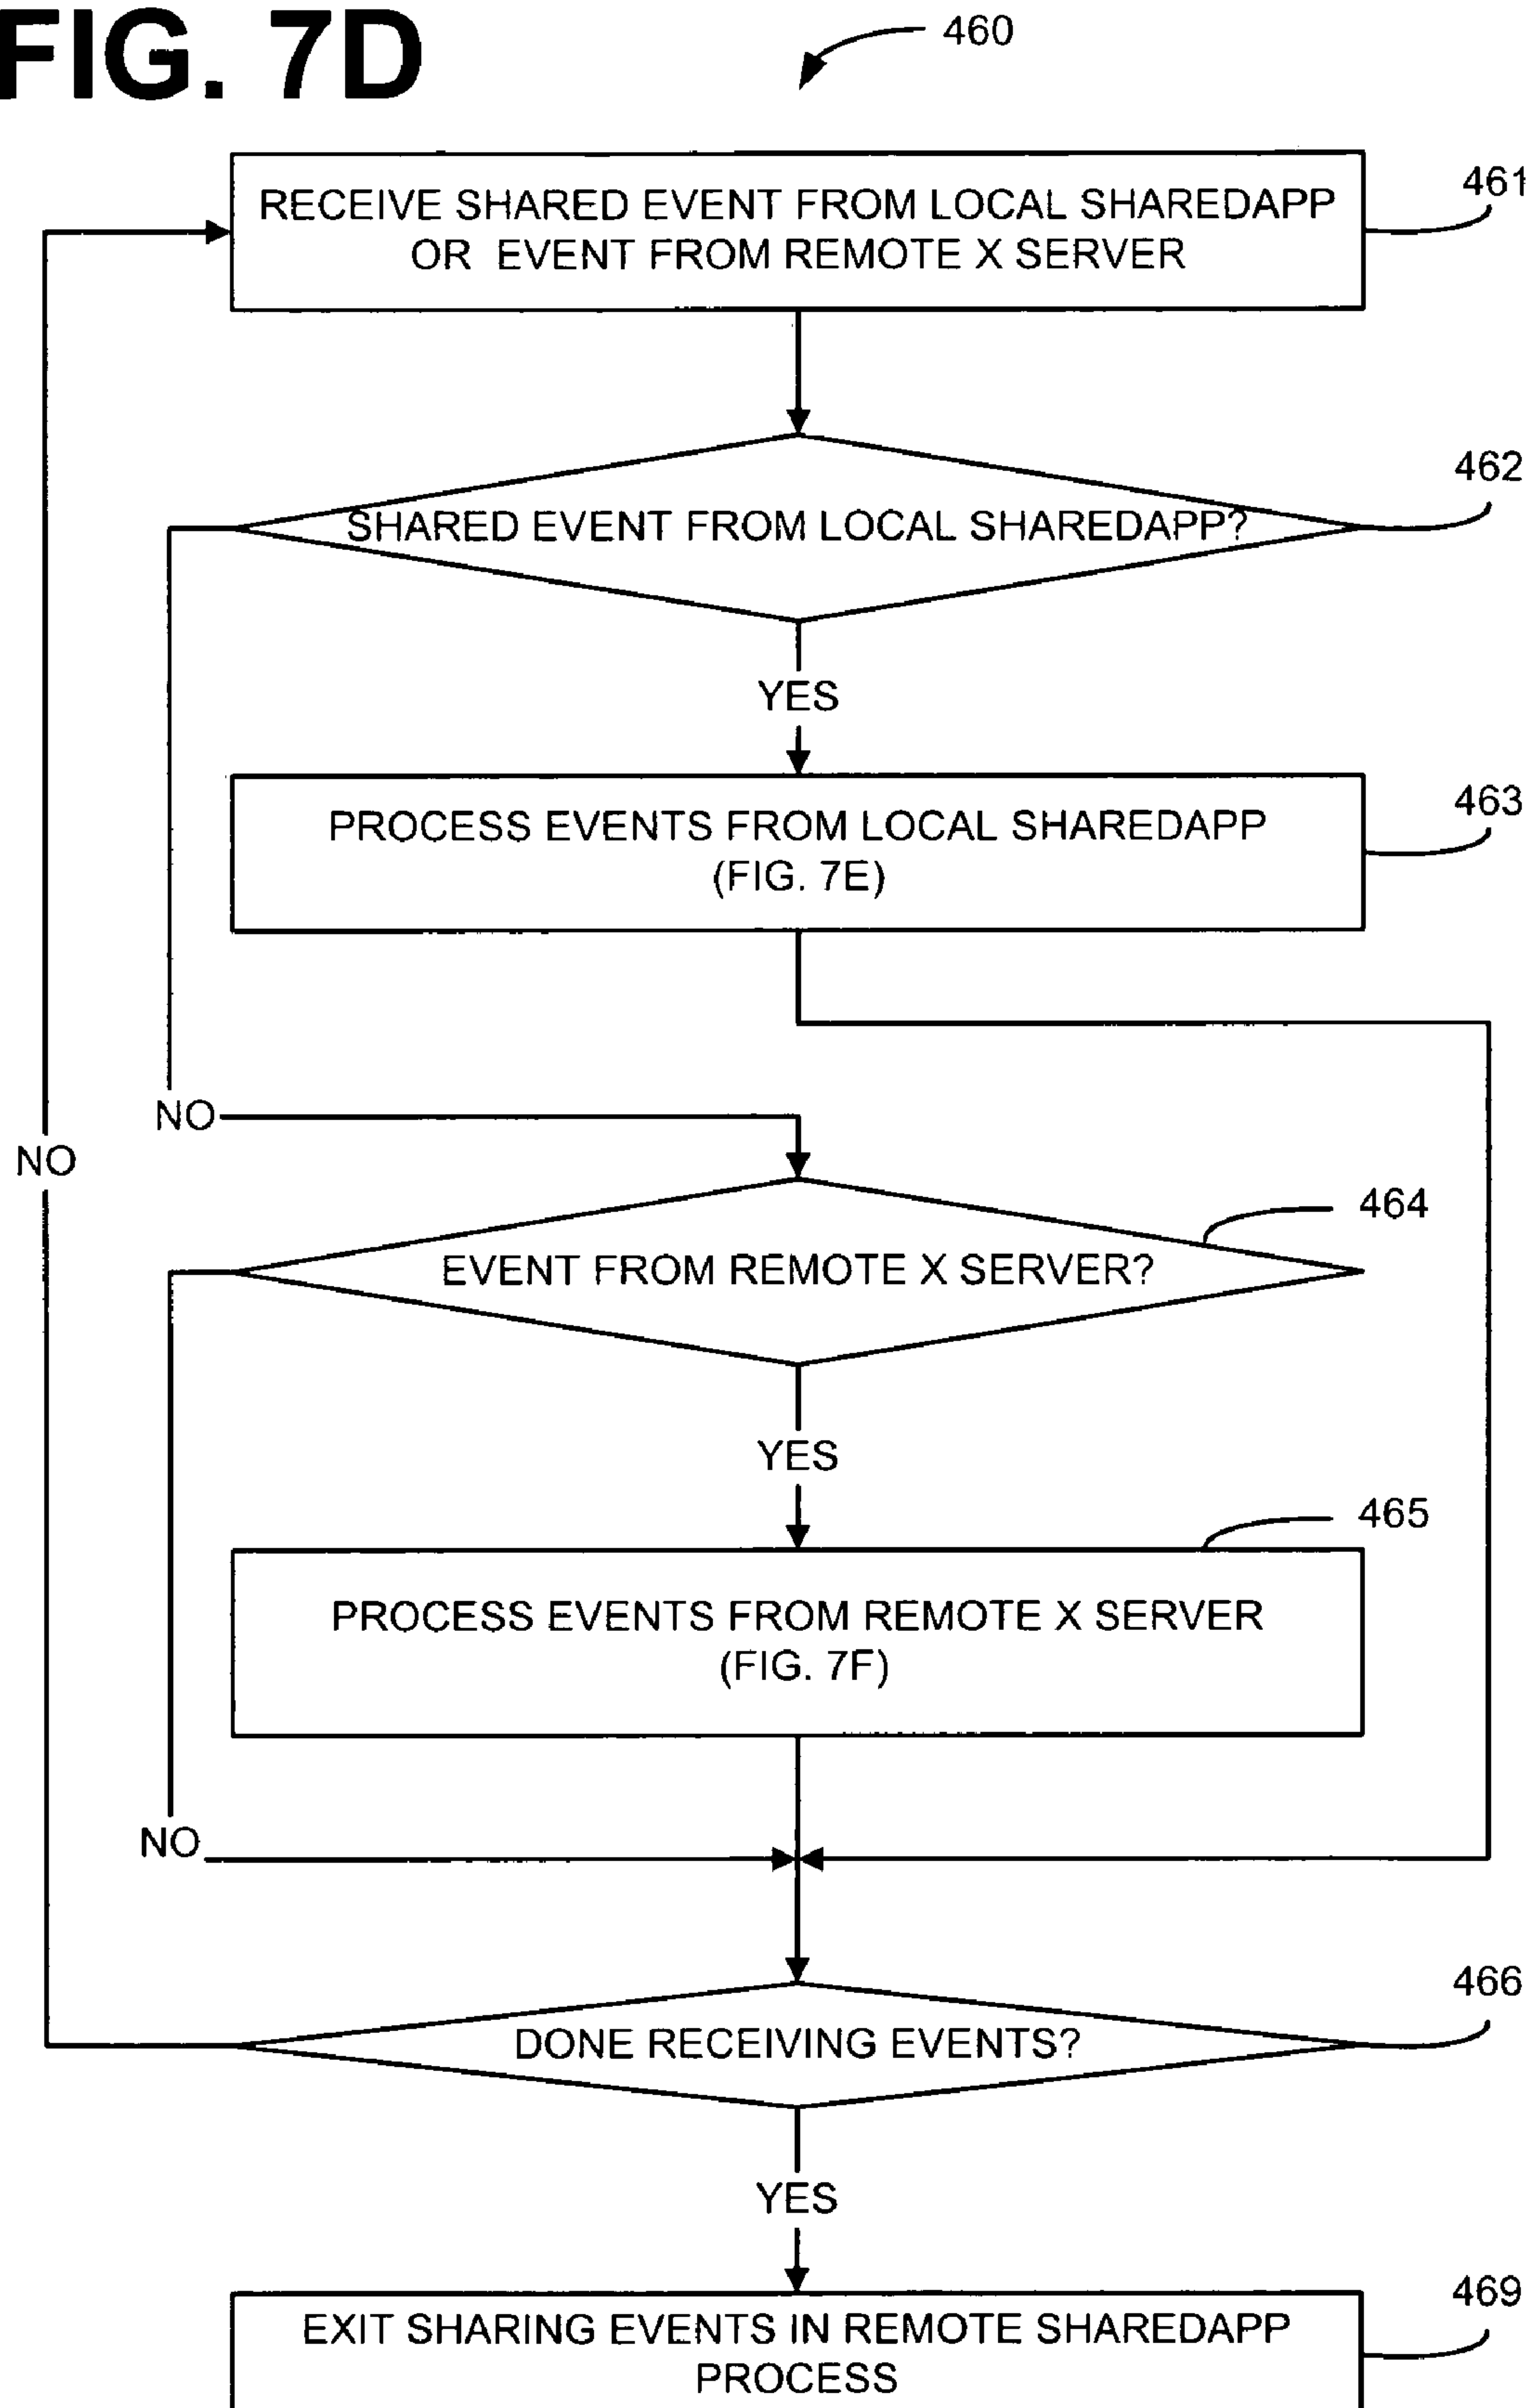 FIG. 7D
460
RECEIVE SHARED EVENT FROM LOCAL SHAREDAPP
OR EVENT FROM REMOTE X SERVER
461
SHARED EVENT FROM LOCAL SHAREDAPP?
462
YES
PROCESS EVENTS FROM LOCAL SHAREDAPP
(FIG. 7E)
463
NO
NO
EVENT FROM REMOTE X SERVER?
464
YES
PROCESS EVENTS FROM REMOTE X SERVER
(FIG. 7F)
465
NO
DONE RECEIVING EVENTS?
466
YES
EXIT SHARING EVENTS IN REMOTE SHAREDAPP
PROCESS
469